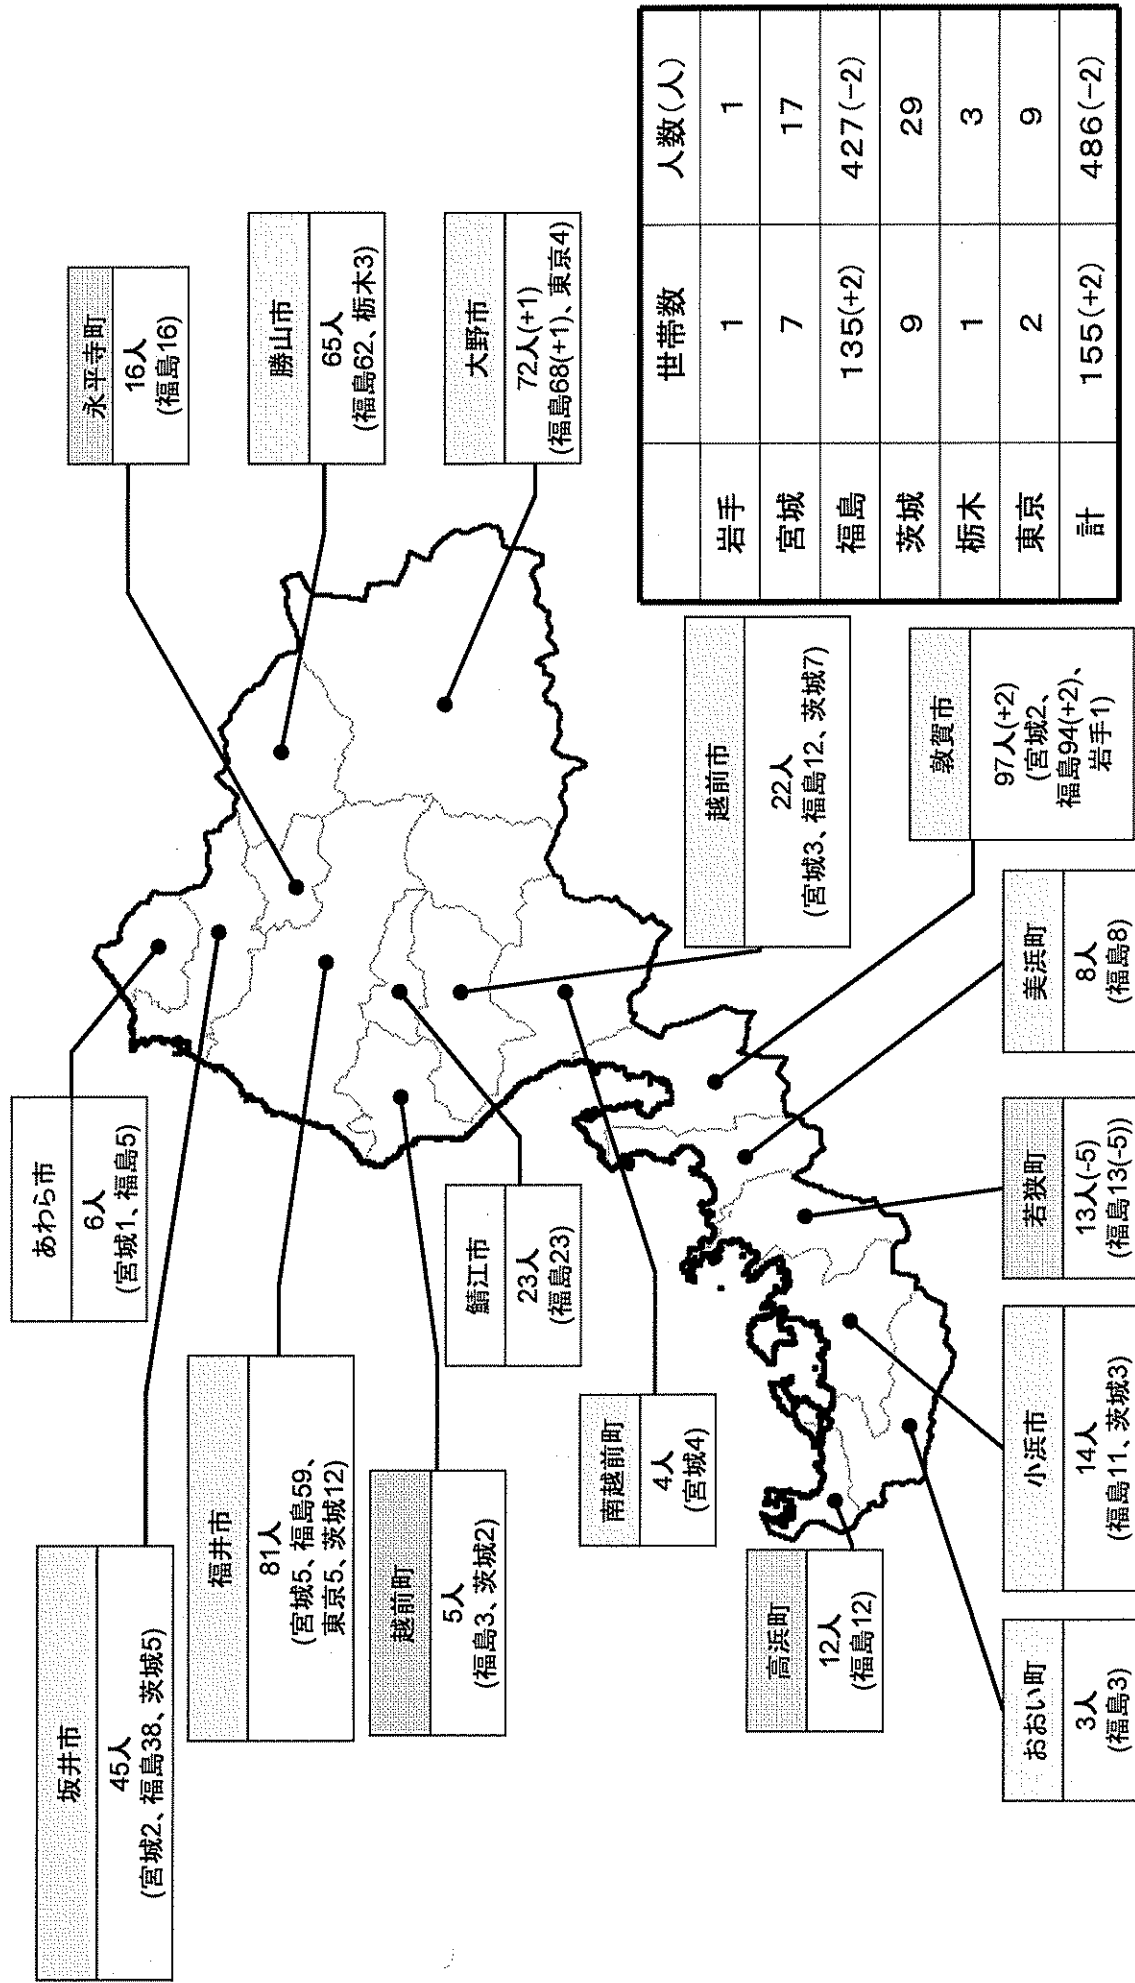 坂井市
45人
(宮城2、福島38、茨城5)
あわら市
6人
(宮城1、福島5)
永平寺町
16人
(福島16)
勝山市
65人
(福島62、栃木3)
大野市
72人(+1)
(福島68(+1)、東京4)
福井市
81人
(宮城5、福島59、
東京5、茨城12)
越前町
5人
(福島3、茨城2)
鯖江市
23人
(福島23)
南越前町
4人
(宮城4)
越前市
22人
(宮城3、福島12、茨城7)
敦賀市
97人(+2)
(宮城2、
福島94(+2)、
岩手1)
美浜町
8人
(福島8)
若狭町
13人(-5)
(福島13(-5))
小浜市
14人
(福島11、茨城3)
おおい町
3人
(福島3)
高浜町
12人
(福島12)
世帯数 人数(人)
岩手 1 1
宮城 7 17
福島 135(+2) 427(-2)
茨城 9 29
栃木 1 3
東京 2 9
計 155(+2) 486(-2)